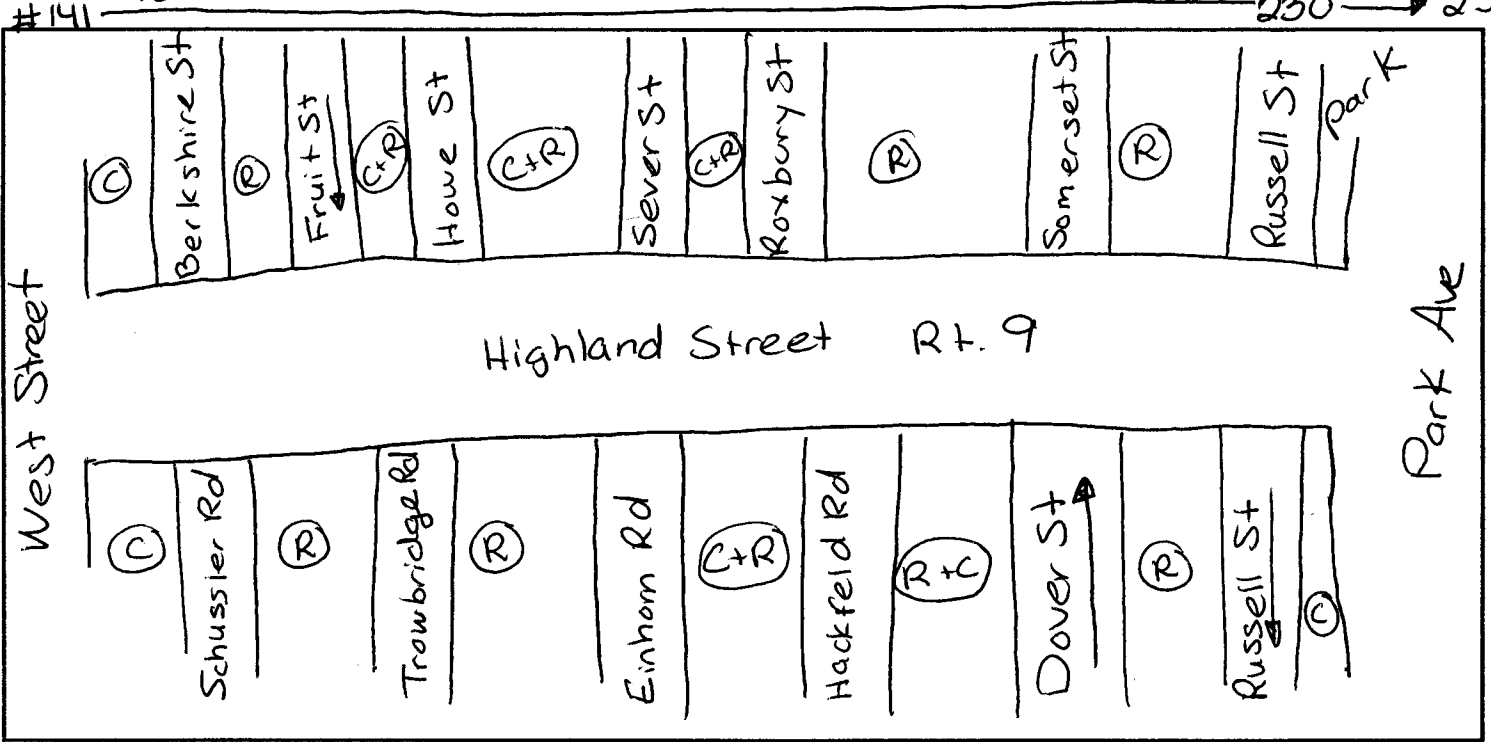 #141 230
C
Berkshire St
R
Fruit St
C+R
Howe St
C+R
Sever St
C+R
Roxbury St
R
Somerset St
R
Russell St
Park
West Street
Highland Street Rt. 9
Park Ave
C
Schussler Rd
R
Trowbridge Rd
R
Einhorn Rd
C+R
Hackfeld Rd
R+C
Dover St
R
Russell St
C